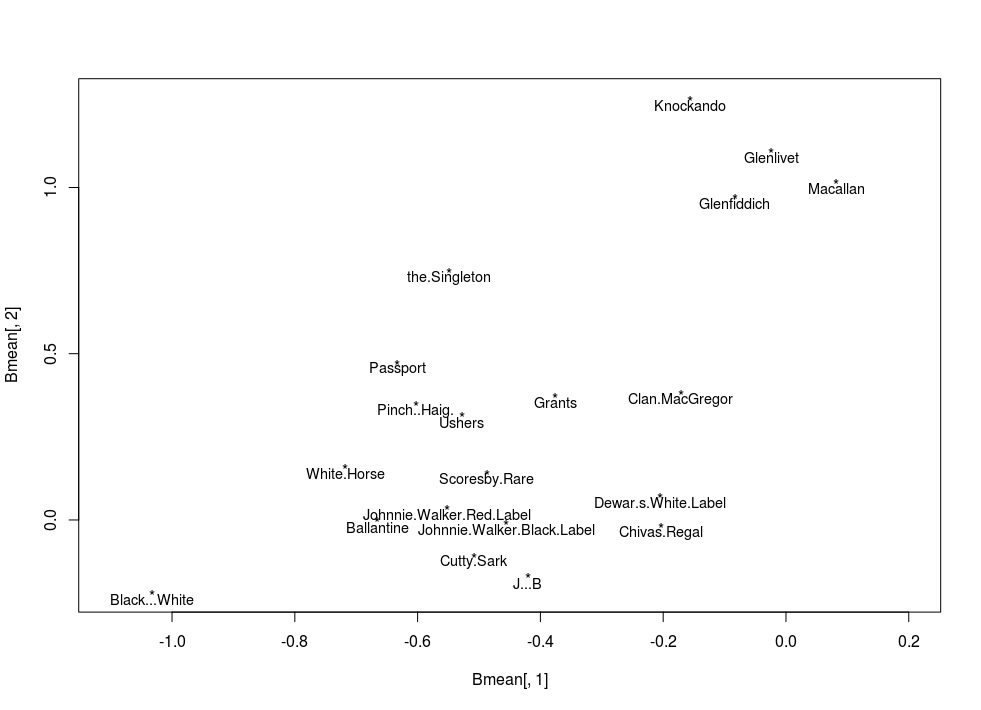 Knockando
Glenlivet
Macallan
Glenfiddich
the.Singleton
Passport
Pinch..Haig.
Grants
Clan.MacGregor
Ushers
White.Horse
Scoresby.Rare
Dewar.s.White.Label
Johnnie.Walker.Red.Label
Ballantine
Johnnie.Walker.Black.Label
Chivas.Regal
Cutty.Sark
J...B
Black...White
1.0
0.5
0.0
Bmean[, 2]
-1.0 -0.8 -0.6 -0.4 -0.2 0.0 0.2
Bmean[, 1]